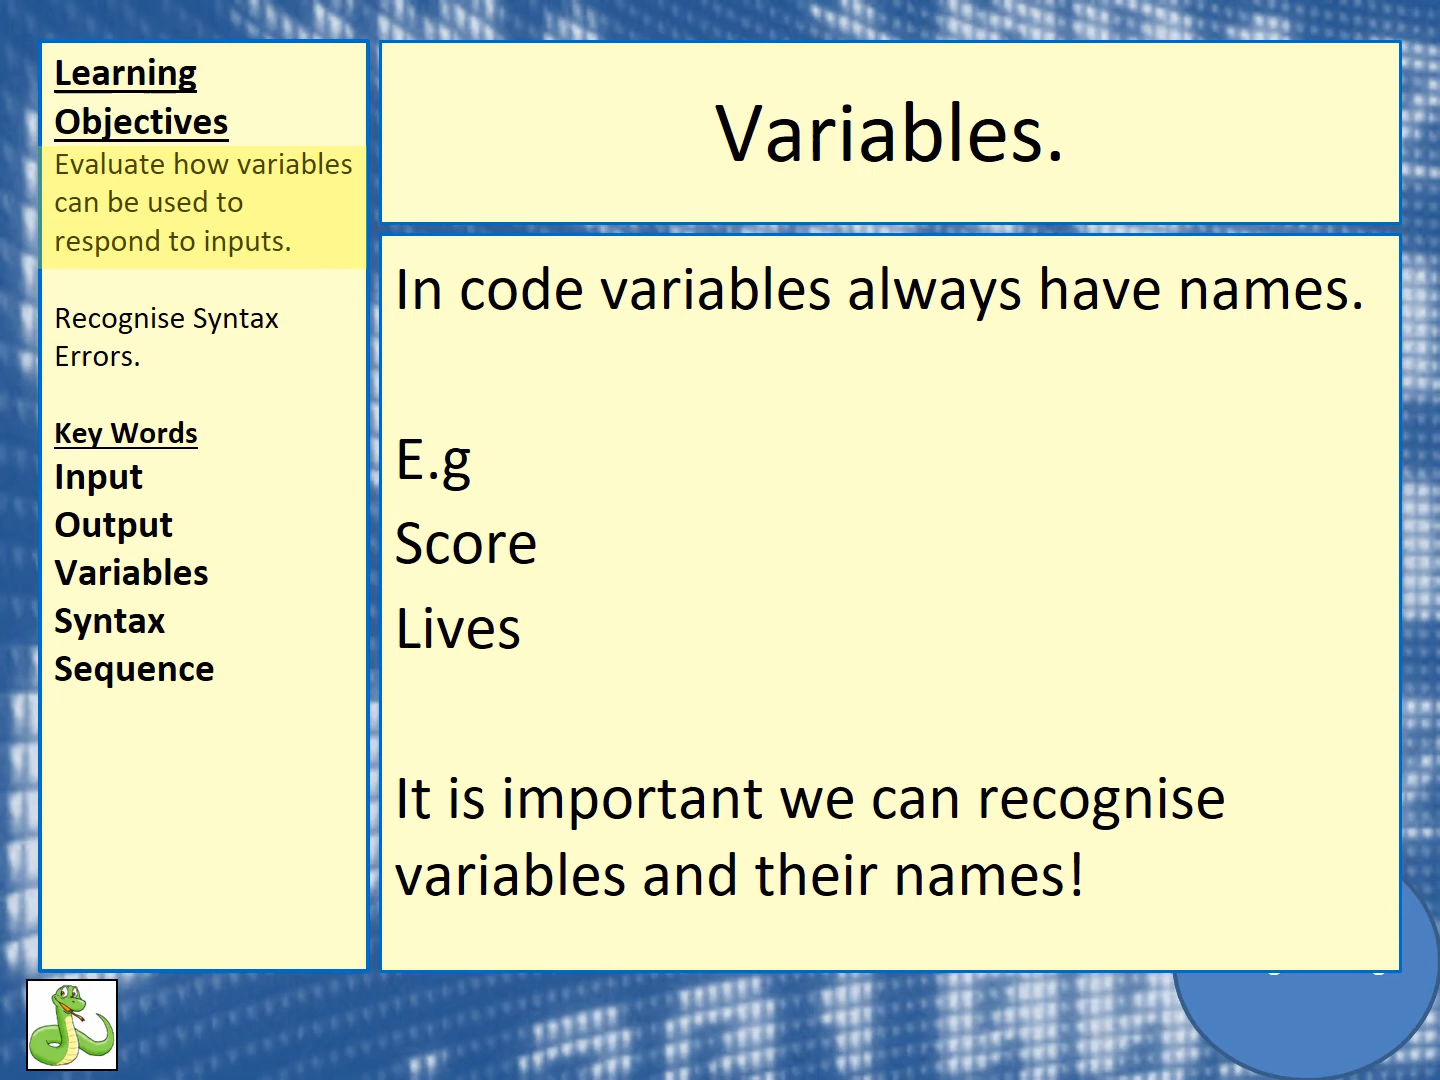 Learning
Objectives
Evaluate how variables
can be used to
respond to inputs.
Recognise Syntax
Errors.
Key Words
Input
Output
Variables
Syntax
Sequence
Variables.
In code variables always have names.
E.g
Score
Lives
It is important we can recognise
variables and their names!